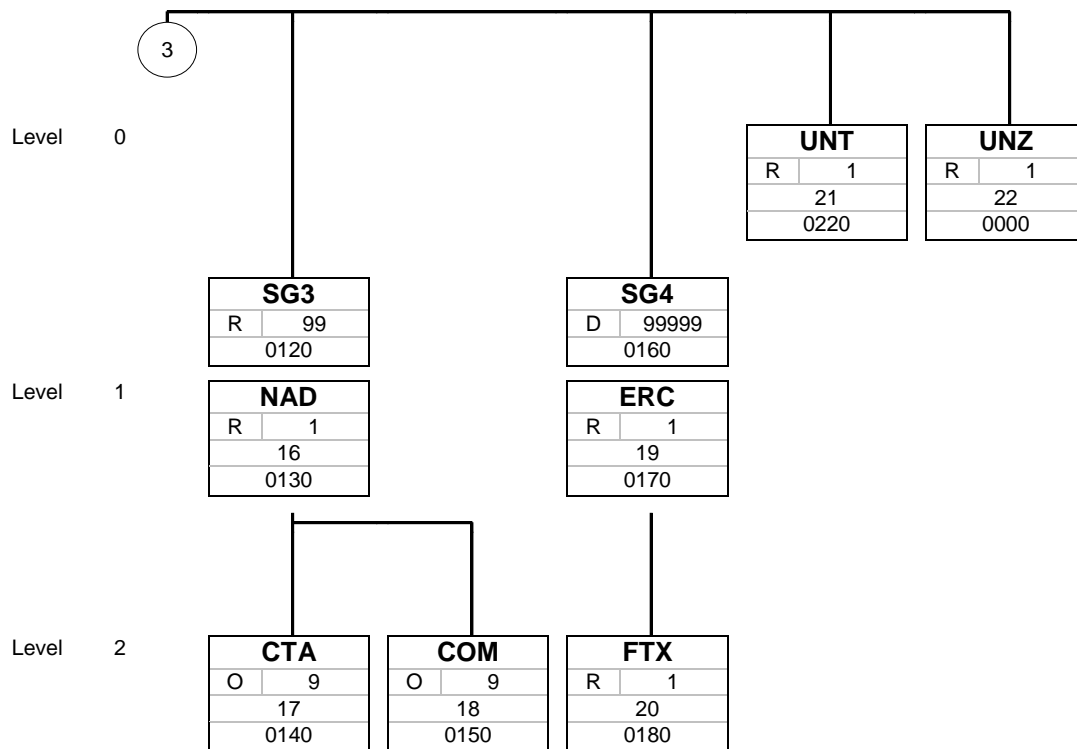 3
Level 0
UNT UNZ
R 1 R 1
21 22
0220 0000
SG3 SG4
R 99 D 99999
0120 0160
Level 1
NAD ERC
R 1 R 1
16 19
0130 0170
Level 2
CTA COM FTX
O 9 O 9 R 1
17 18 20
0140 0150 0180